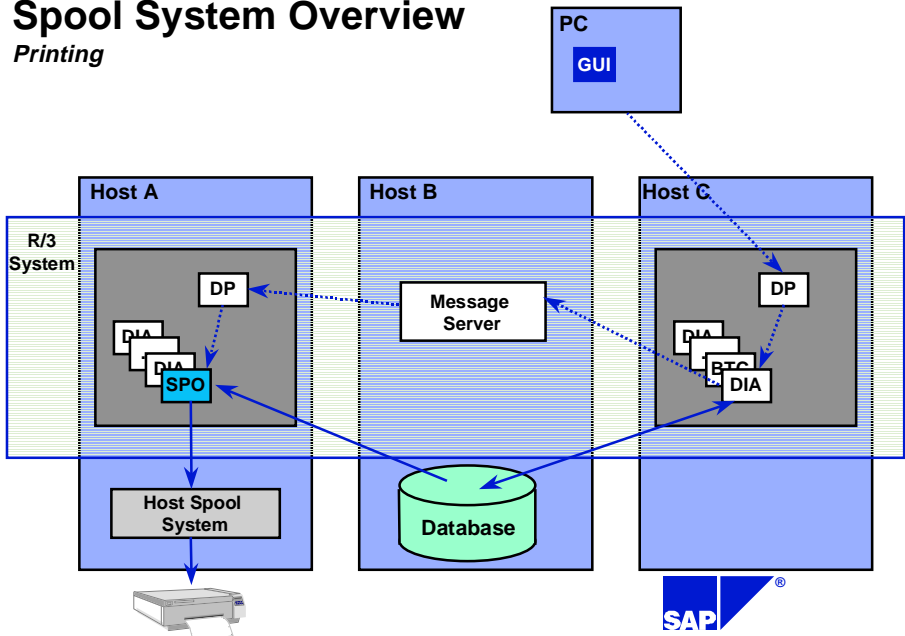 Spool System Overview
Printing
PC
GUI
Host A
Host B
Host C
R/3
System
DP
Message
Server
DP
DIA
DIA
SPO
DIA
BTC
DIA
Host Spool
System
Database
SAP
®